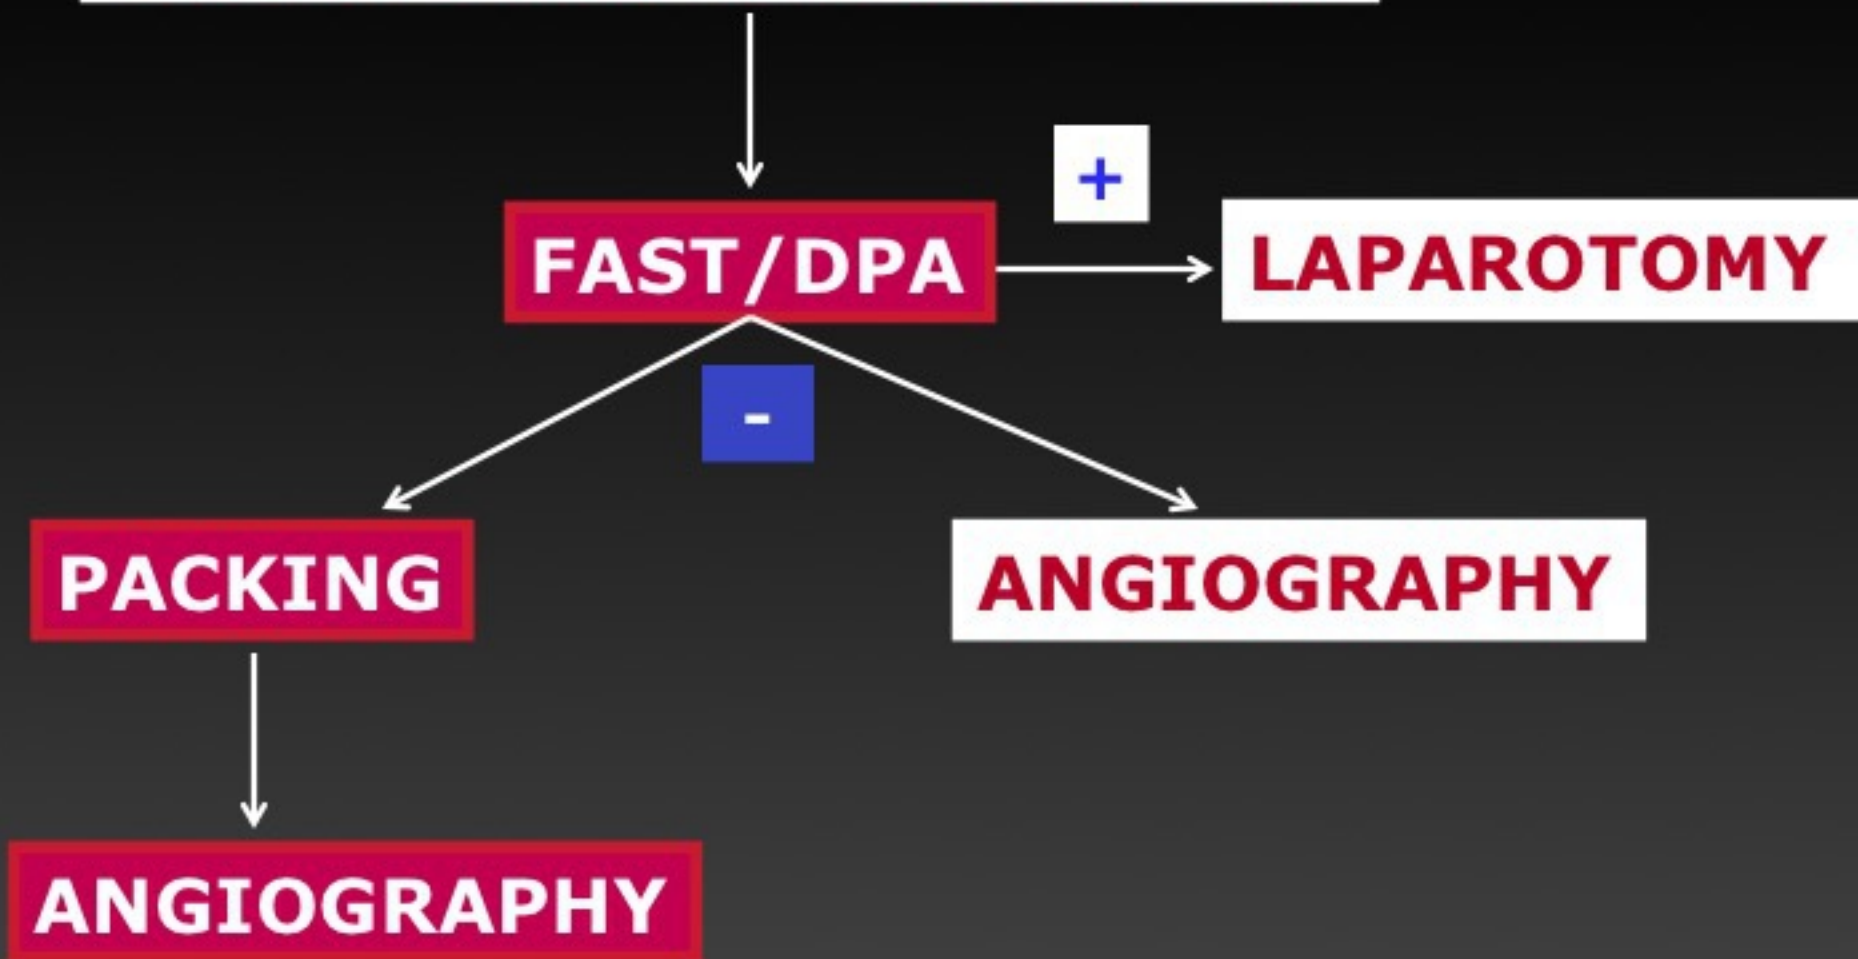 +
FAST/DPA
LAPAROTOMY
-
PACKING
ANGIOGRAPHY
ANGIOGRAPHY